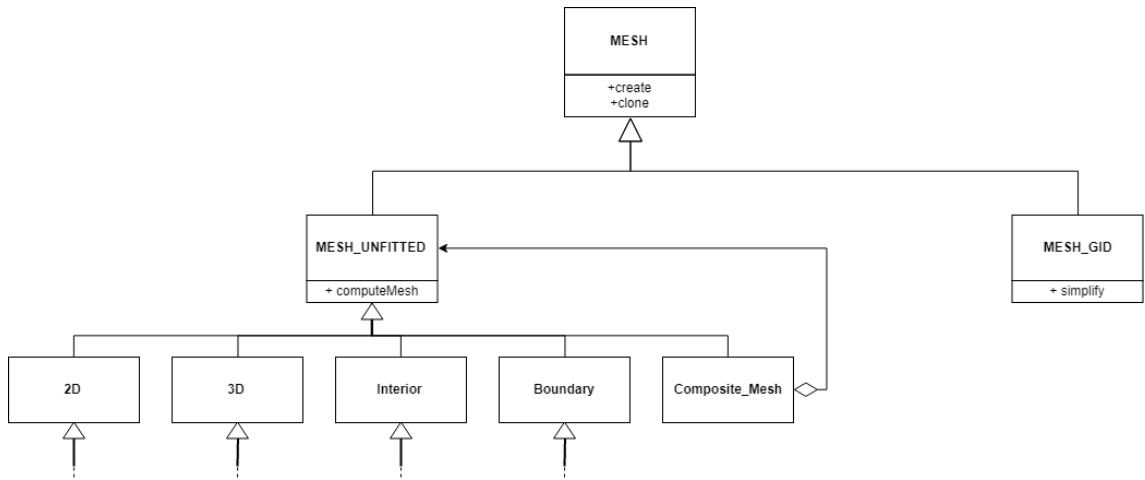 MESH
+create
+clone
MESH_UNFITTED
+ computeMesh
MESH_GID
+ simplify
2D
3D
Interior
Boundary
Composite_Mesh